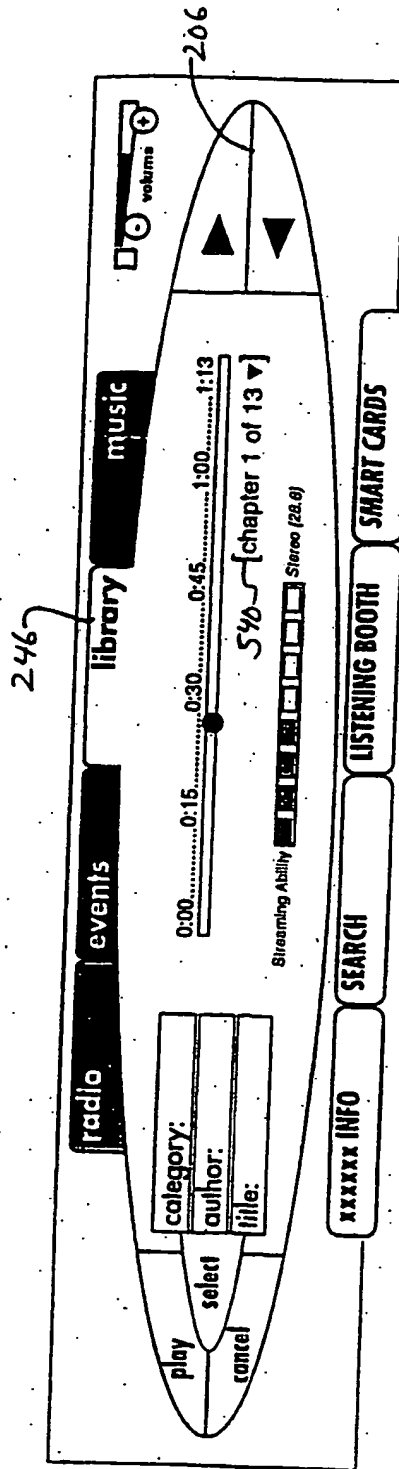 246
206
radio
events
library
music
volume
- +
play
select
cancel
category:
author:
title:
0:00 0:15 0:30 0:45 1:00 1:13
540 [chapter 1 of 13 ▼]
Streaming Ability
Stereo (28.8)
xxxxxx INFO
SEARCH
LISTENING BOOTH
SMART CARDS